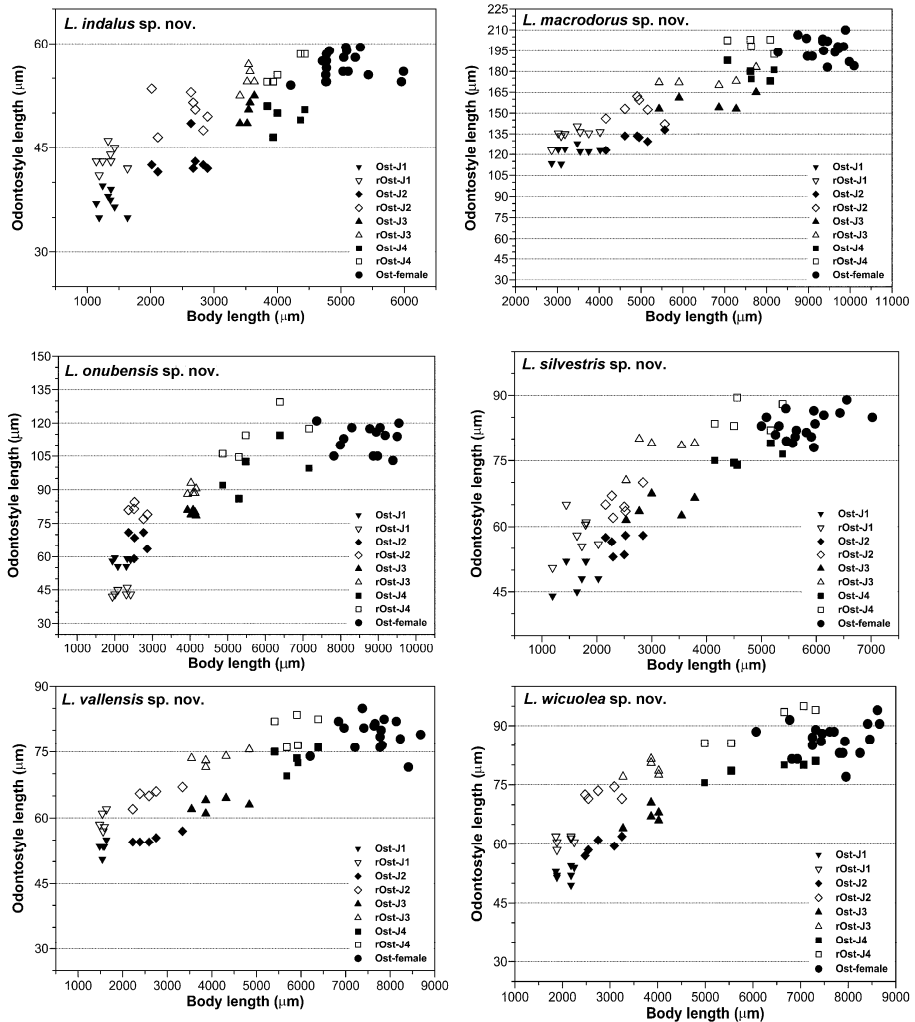 L. indalus sp. nov.
60
45
30
Odontostyle length (μm)
Ost-J1
rOst-J1
Ost-J2
rOst-J2
Ost-J3
rOst-J3
Ost-J4
rOst-J4
Ost-female
1000 2000 3000 4000 5000 6000
Body length (μm)
L. macrodorus sp. nov.
225
210
195
180
165
150
135
120
105
90
75
60
45
30
Odontostyle length (μm)
Ost-J1
rOst-J1
Ost-J2
rOst-J2
Ost-J3
rOst-J3
Ost-J4
rOst-J4
Ost-female
2000 3000 4000 5000 6000 7000 8000 9000 10000 11000
Body length (μm)
L. onubensis sp. nov.
150
135
120
105
90
75
60
45
30
Odontostyle length (μm)
Ost-J1
rOst-J1
Ost-J2
rOst-J2
Ost-J3
rOst-J3
Ost-J4
rOst-J4
Ost-female
1000 2000 3000 4000 5000 6000 7000 8000 9000 10000
Body length (μm)
L. silvestris sp. nov.
90
75
60
45
Odontostyle length (μm)
Ost-J1
rOst-J1
Ost-J2
rOst-J2
Ost-J3
rOst-J3
Ost-J4
rOst-J4
Ost-female
1000 2000 3000 4000 5000 6000 7000
Body length (μm)
L. vallensis sp. nov.
90
75
60
45
30
Odontostyle length (μm)
Ost-J1
rOst-J1
Ost-J2
rOst-J2
Ost-J3
rOst-J3
Ost-J4
rOst-J4
Ost-female
1000 2000 3000 4000 5000 6000 7000 8000 9000
Body length (μm)
L. wicuolea sp. nov.
90
75
60
45
30
Odontostyle length (μm)
Ost-J1
rOst-J1
Ost-J2
rOst-J2
Ost-J3
rOst-J3
Ost-J4
rOst-J4
Ost-female
1000 2000 3000 4000 5000 6000 7000 8000 9000
Body length (μm)